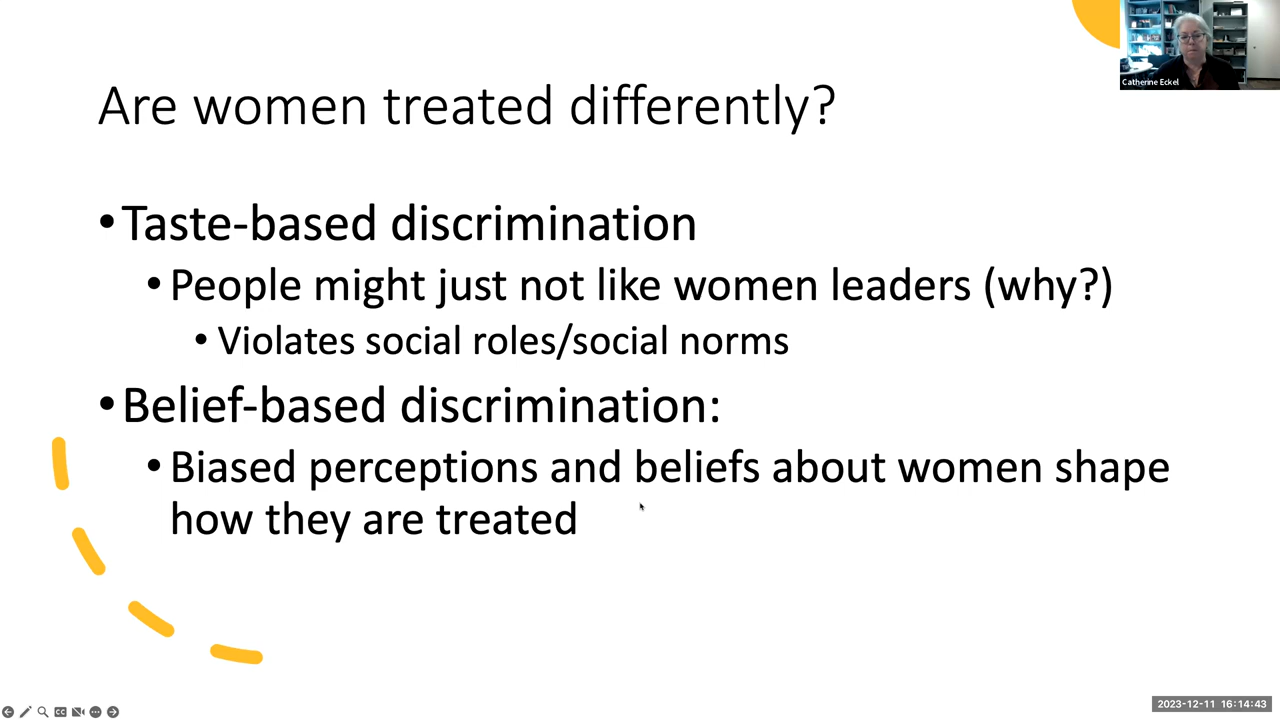 Catherine Eckel
Are women treated differently?
•Taste-based discrimination
•People might just not like women leaders (why?)
•Violates social roles/social norms
•Belief-based discrimination:
•Biased perceptions and beliefs about women shape
how they are treated
2023-12-11 16:14:43